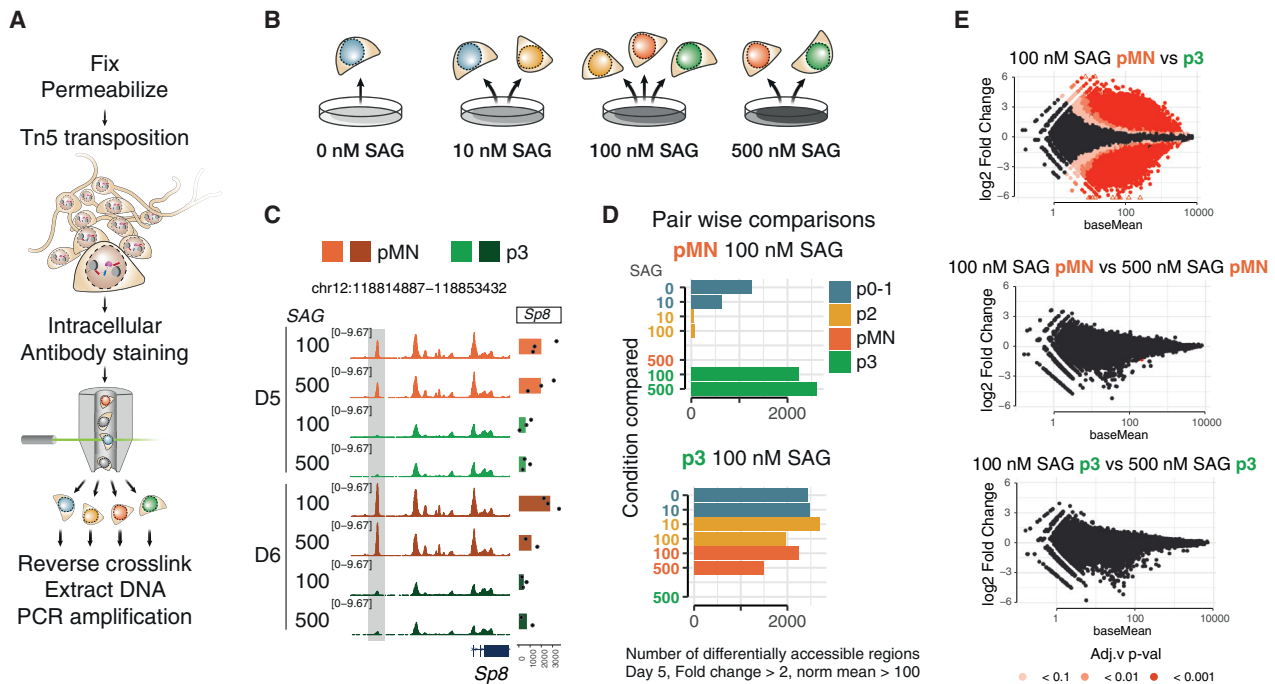 A
Fix
Permeabilize
Tn5 transposition
Intracellular
Antibody staining
Reverse crosslink
Extract DNA
PCR amplification
B
0 nM SAG
10 nM SAG
100 nM SAG
500 nM SAG
C
pMN
p3
chr12:118814887–118853432
SAG
Sp8
D5
100
[0–9.67]
500
[0–9.67]
100
[0–9.67]
500
[0–9.67]
D6
100
[0–9.67]
500
[0–9.67]
100
[0–9.67]
500
[0–9.67]
Sp8
0
1000
2000
3000
D
Pair wise comparisons
pMN 100 nM SAG
SAG
0
10
10
100
500
100
500
0
2000
p0-1
p2
pMN
p3
Condition compared
p3 100 nM SAG
0
10
10
100
100
500
500
0
2000
Number of differentially accessible regions
Day 5, Fold change > 2, norm mean > 100
E
100 nM SAG pMN vs p3
log2 Fold Change
6
3
0
−3
−6
1
100
10000
baseMean
100 nM SAG pMN vs 500 nM SAG pMN
log2 Fold Change
6
3
0
−3
−6
1
100
10000
baseMean
100 nM SAG p3 vs 500 nM SAG p3
log2 Fold Change
6
3
0
−3
−6
1
100
10000
baseMean
Adj.v p-val
< 0.1
< 0.01
< 0.001